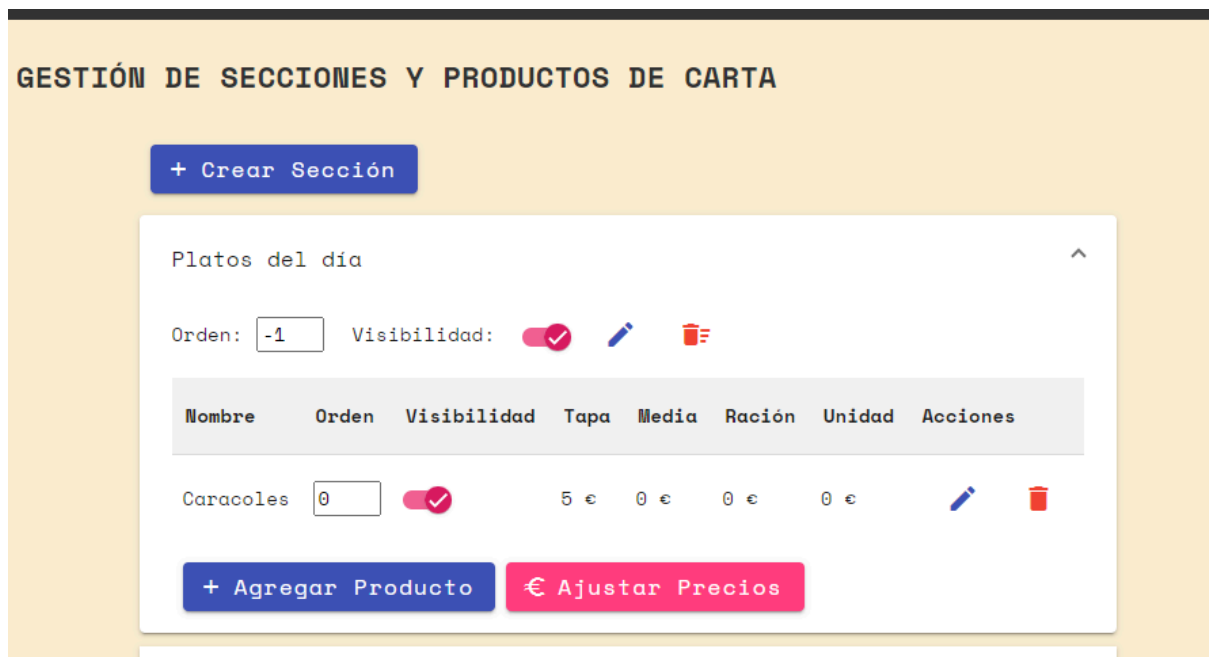 GESTIÓN DE SECCIONES Y PRODUCTOS DE CARTA
+ Crear Sección
Platos del día
Orden: -1 Visibilidad:
Nombre Orden Visibilidad Tapa Media Ración Unidad Acciones
Caracoles 0 5 € 0 € 0 € 0 €
+ Agregar Producto € Ajustar Precios